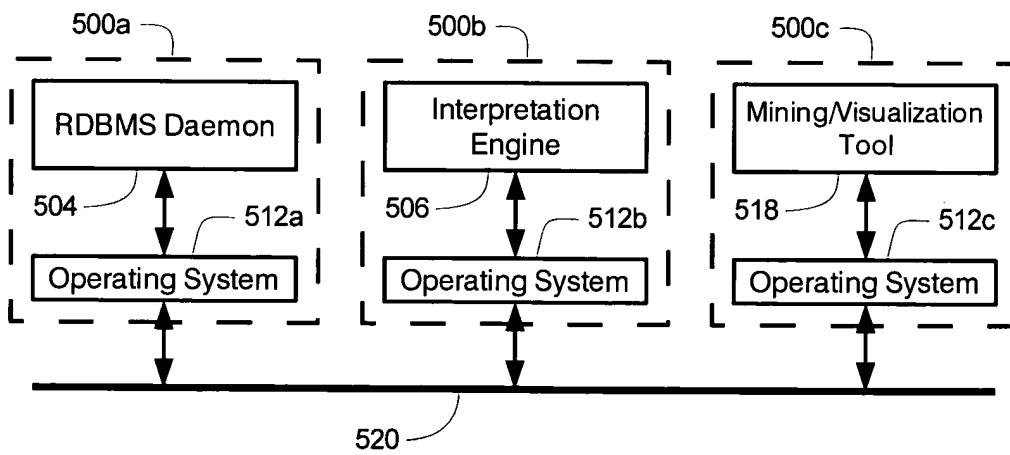 500a
500b
500c
RDBMS Daemon
Interpretation
Engine
Mining/Visualization
Tool
504
506
518
512a
512b
512c
Operating System
Operating System
Operating System
520